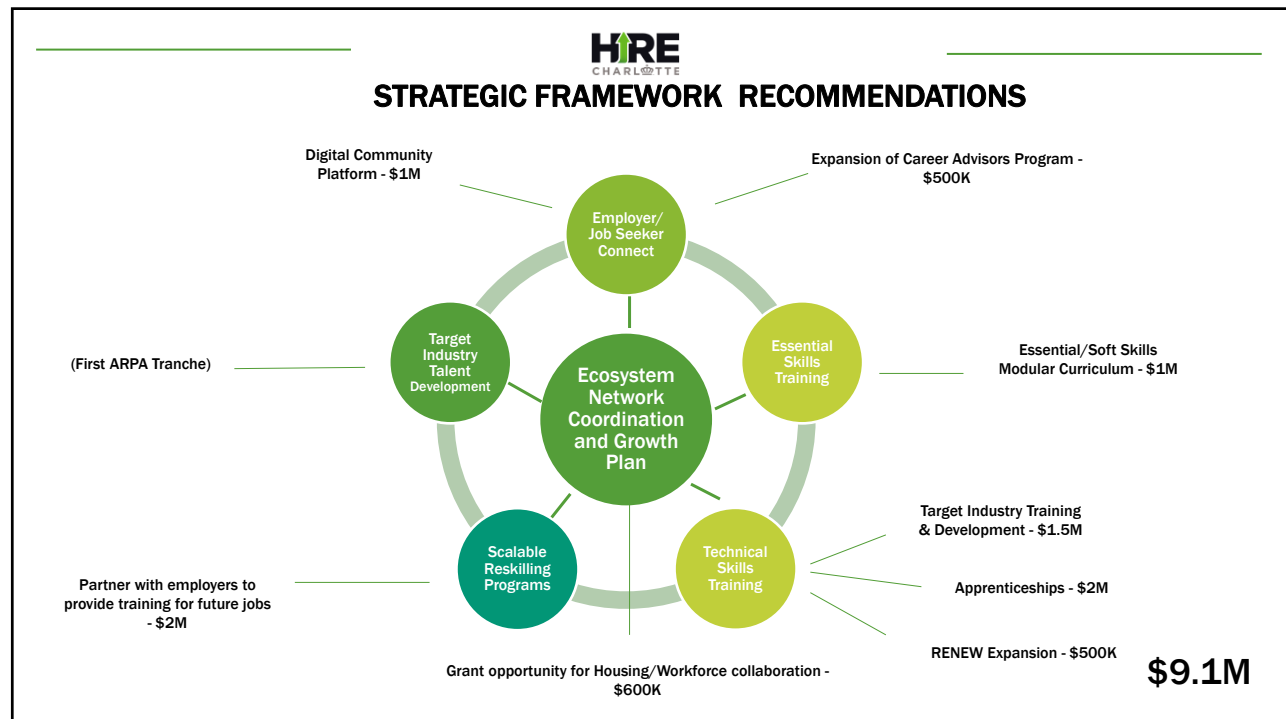 HIRE
CHARLOTTE
STRATEGIC FRAMEWORK RECOMMENDATIONS
Digital Community
Platform - $1M
Expansion of Career Advisors Program -
$500K
Employer/
Job Seeker
Connect
Target
Industry
Talent
Development
(First ARPA Tranche)
Essential
Skills
Training
Essential/Soft Skills
Modular Curriculum - $1M
Ecosystem
Network
Coordination
and Growth
Plan
Scalable
Reskilling
Programs
Partner with employers to
provide training for future jobs
- $2M
Technical
Skills
Training
Target Industry Training
& Development - $1.5M
Apprenticeships - $2M
RENEW Expansion - $500K
Grant opportunity for Housing/Workforce collaboration -
$600K
$9.1M